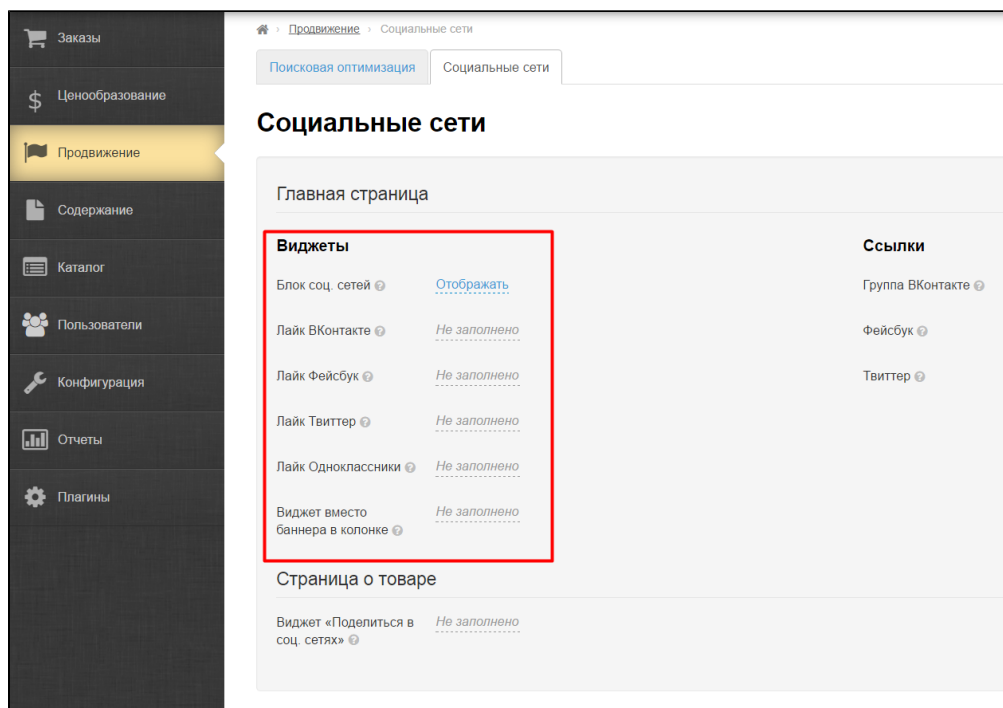 Заказы
Ценообразование
Продвижение
Содержание
Каталог
Пользователи
Конфигурация
Отчеты
Плагины
Продвижение › Социальные сети
Поисковая оптимизация
Социальные сети
Социальные сети
Главная страница
Виджеты
Блок соц. сетей Отображать
Лайк ВКонтакте Не заполнено
Лайк Фейсбук Не заполнено
Лайк Твиттер Не заполнено
Лайк Одноклассники Не заполнено
Виджет вместо Не заполнено
баннера в колонке
Ссылки
Группа ВКонтакте
Фейсбук
Твиттер
Страница о товаре
Виджет «Поделиться в Не заполнено
соц. сетях»